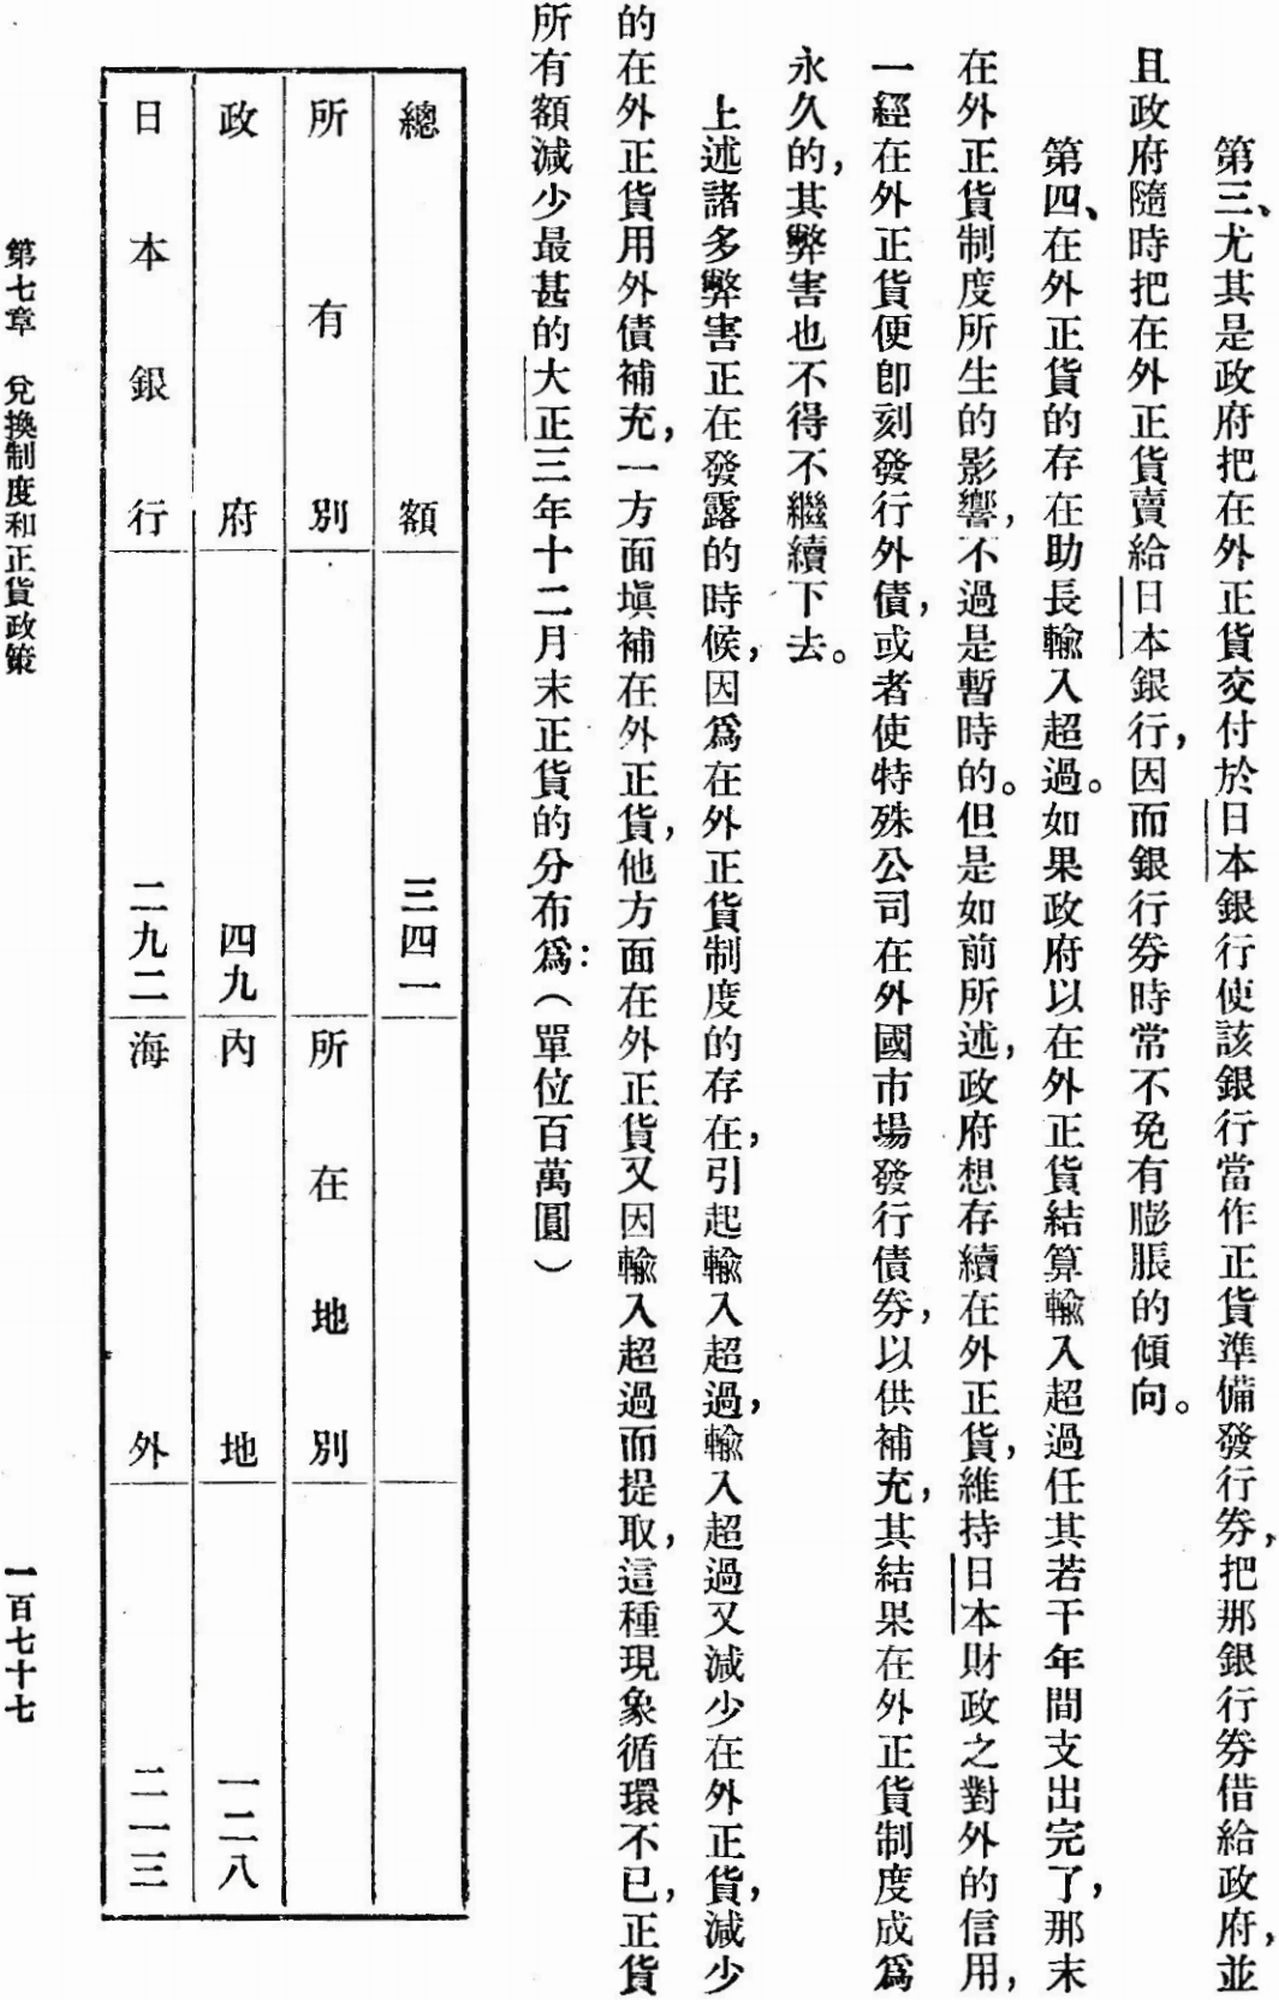 第三、尤其是政府把在外正貨交付於日本銀行使該銀行當作正貨準備發行券，把那銀行券借給政府，並
且政府隨時把在外正貨賣給日本銀行，因而銀行券時常不免有膨脹的傾向。
第四、在外正貨的存在助長輸入超過。如果政府以在外正貨結算輸入超過任其若干年間支出完了，那末
在外正貨制度所生的影響，不過是暫時的。但是如前所述，政府想存續在外正貨，維持日本財政之對外的信用，
一經在外正貨便卽刻發行外債，或者使特殊公司在外國市場發行債券，以供補充，其結果在外正貨制度成爲
永久的，其弊害也不得不繼續下去。
上述諸多弊害正在發露的時候，因爲在外正貨制度的存在，引起輸入超過，輸入超過又減少在外正貨，減少
的在外正貨用外債補充，一方面塡補在外正貨，他方面在外正貨又因輸入超過而提取，這種現象循環不已，正貨
所有額減少最甚的大正三年十二月末正貨的分布爲：（單位百萬圓）
總額 三四一
所有別 所在地別
政府 四九 內地 一二八
日本銀行 二九二 海外 二一三
第七章 兌換制度和正貨政策 一百七十七